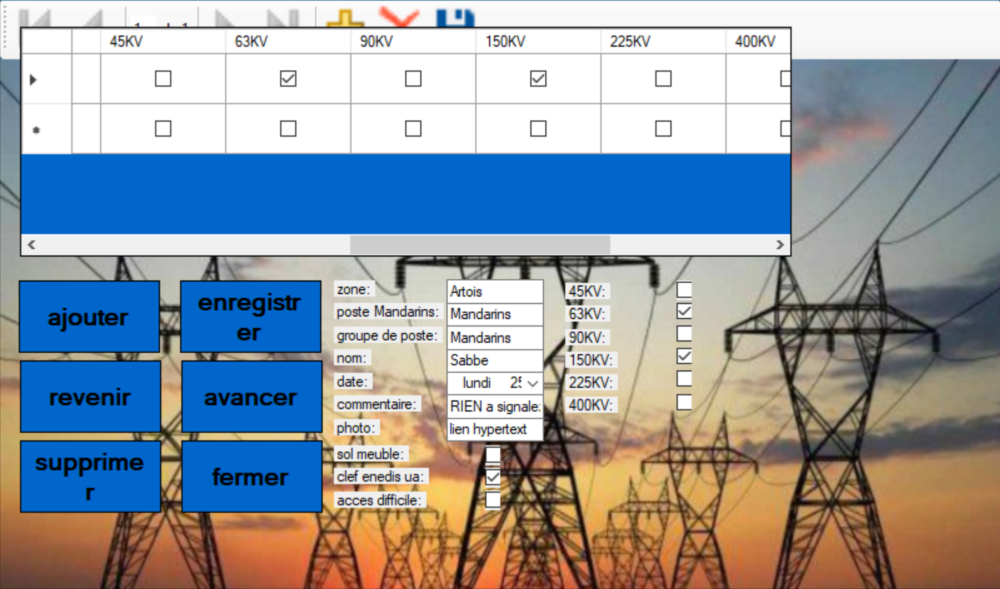 45KV 63KV 90KV 150KV 225KV 400KV
ajouter
enregistr
er
revenir
avancer
supprime
r
fermer
zone: Artois
poste Mandarins: Mandarins
groupe de poste: Mandarins
nom: Sabbe
date: lundi
commentaire: RIEN a signale
photo: lien hypertext
sol meuble:
clef enedis ua:
acces difficile:
45KV:
63KV:
90KV:
150KV:
225KV:
400KV: